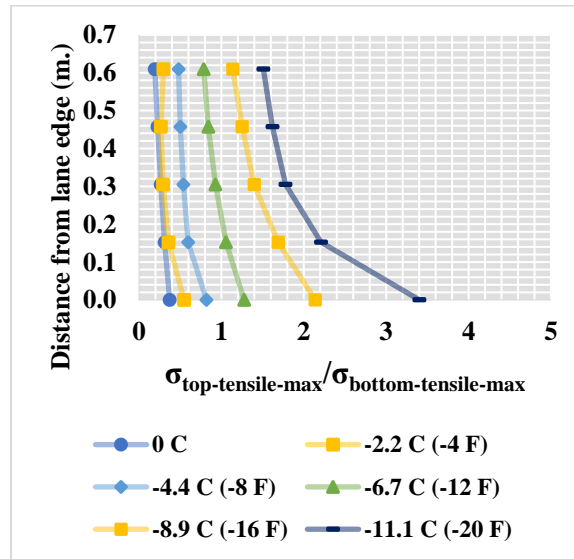 Distance from lane edge (m.)
0.7
0.6
0.5
0.4
0.3
0.2
0.1
0.0
0 1 2 3 4 5
σtop-tensile-max/σbottom-tensile-max
0 C
-2.2 C (-4 F)
-4.4 C (-8 F)
-6.7 C (-12 F)
-8.9 C (-16 F)
-11.1 C (-20 F)